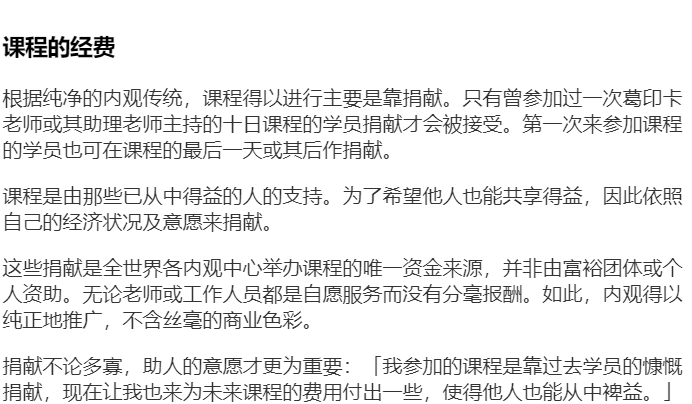 课程的经费
根据纯净的内观传统，课程得以进行主要是靠捐献。只有曾参加过一次葛印卡
老师或其助理老师主持的十日课程的学员捐献才会被接受。第一次来参加课程
的学员也可在课程的最后一天或其后作捐献。
课程是由那些已从中得益的人的支持。为了希望他人也能共享得益，因此依照
自己的经济状况及意愿来捐献。
这些捐献是全世界各内观中心举办课程的唯一资金来源，并非由富裕团体或个
人资助。无论老师或工作人员都是自愿服务而没有分毫报酬。如此，内观得以
纯正地推广，不含丝毫的商业色彩。
捐献不论多寡，助人的意愿才更为重要：「我参加的课程是靠过去学员的慷慨
捐献，现在让我也来为未来课程的费用付出一些，使得他人也能从中裨益。」